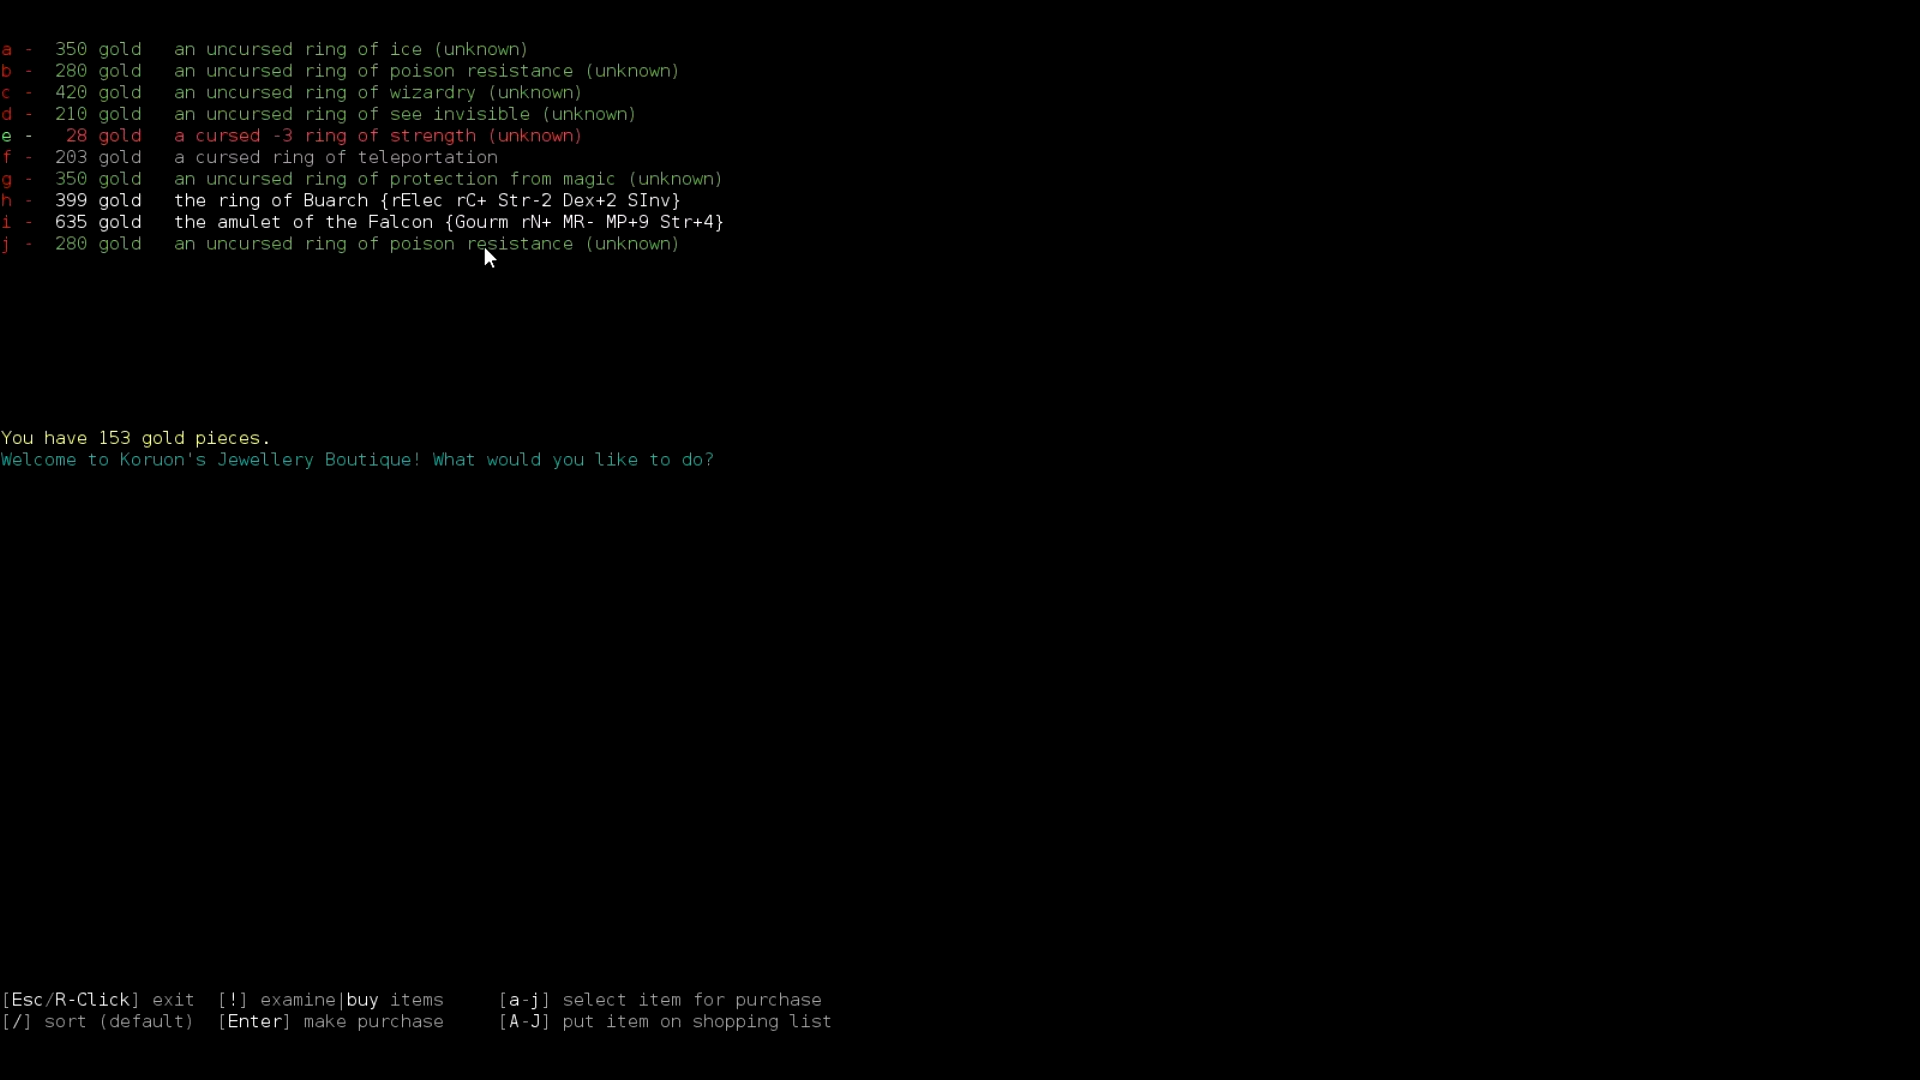 a -  350 gold   an uncursed ring of ice (unknown)
b -  280 gold   an uncursed ring of poison resistance (unknown)
c -  420 gold   an uncursed ring of wizardry (unknown)
d -  210 gold   an uncursed ring of see invisible (unknown)
e -   28 gold   a cursed -3 ring of strength (unknown)
f -  203 gold   a cursed ring of teleportation
g -  350 gold   an uncursed ring of protection from magic (unknown)
h -  399 gold   the ring of Buarch {rElec rC+ Str-2 Dex+2 SInv}
i -  635 gold   the amulet of the Falcon {Gourm rN+ MR- MP+9 Str+4}
j -  280 gold   an uncursed ring of poison resistance (unknown)
You have 153 gold pieces.
Welcome to Koruon's Jewellery Boutique! What would you like to do?
[Esc/R-Click] exit  [!] examine|buy items     [a-j] select item for purchase
[/] sort (default)  [Enter] make purchase     [A-J] put item on shopping list